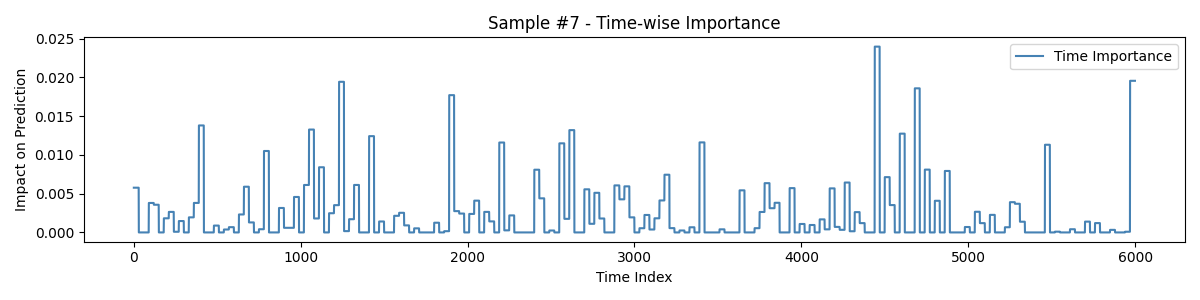 Sample #7 - Time-wise Importance
0.025
0.020
0.015
0.010
0.005
0.000
Impact on Prediction
Time Importance
0 1000 2000 3000 4000 5000 6000
Time Index